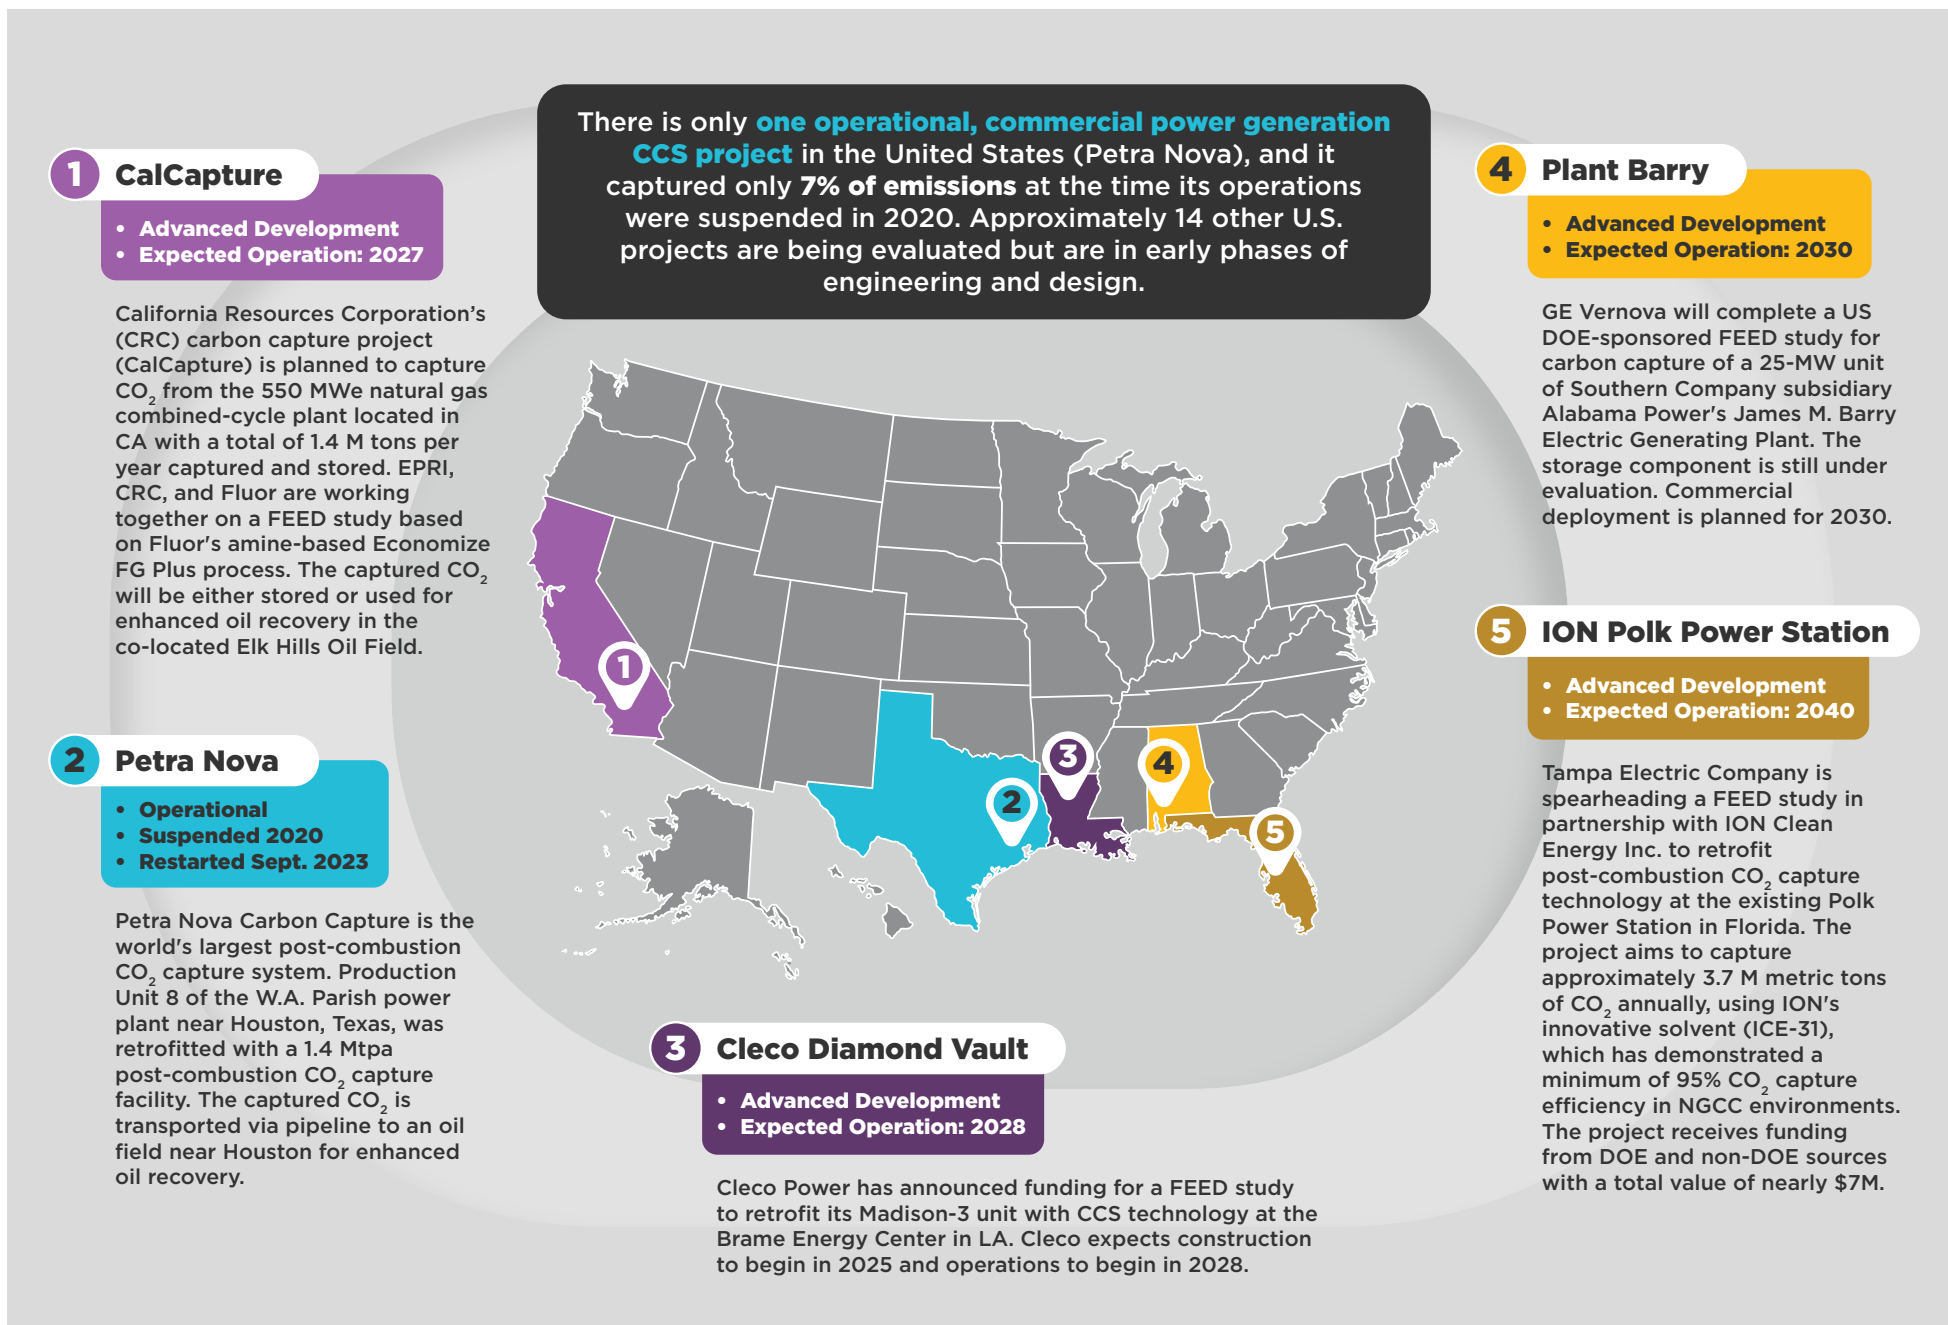 There is only one operational, commercial power generation
CCS project in the United States (Petra Nova), and it
captured only 7% of emissions at the time its operations
were suspended in 2020. Approximately 14 other U.S.
projects are being evaluated but are in early phases of
engineering and design.
1 CalCapture
• Advanced Development
• Expected Operation: 2027
California Resources Corporation’s
(CRC) carbon capture project
(CalCapture) is planned to capture
CO₂ from the 550 MWe natural gas
combined-cycle plant located in
CA with a total of 1.4 M tons per
year captured and stored. EPRI,
CRC, and Fluor are working
together on a FEED study based
on Fluor's amine-based Economize
FG Plus process. The captured CO₂
will be either stored or used for
enhanced oil recovery in the
co-located Elk Hills Oil Field.
2 Petra Nova
• Operational
• Suspended 2020
• Restarted Sept. 2023
Petra Nova Carbon Capture is the
world's largest post-combustion
CO₂ capture system. Production
Unit 8 of the W.A. Parish power
plant near Houston, Texas, was
retrofitted with a 1.4 Mtpa
post-combustion CO₂ capture
facility. The captured CO₂ is
transported via pipeline to an oil
field near Houston for enhanced
oil recovery.
1
2
3
4
5
3 Cleco Diamond Vault
• Advanced Development
• Expected Operation: 2028
Cleco Power has announced funding for a FEED study
to retrofit its Madison-3 unit with CCS technology at the
Brame Energy Center in LA. Cleco expects construction
to begin in 2025 and operations to begin in 2028.
4 Plant Barry
• Advanced Development
• Expected Operation: 2030
GE Vernova will complete a US
DOE-sponsored FEED study for
carbon capture of a 25-MW unit
of Southern Company subsidiary
Alabama Power's James M. Barry
Electric Generating Plant. The
storage component is still under
evaluation. Commercial
deployment is planned for 2030.
5 ION Polk Power Station
• Advanced Development
• Expected Operation: 2040
Tampa Electric Company is
spearheading a FEED study in
partnership with ION Clean
Energy Inc. to retrofit
post-combustion CO₂ capture
technology at the existing Polk
Power Station in Florida. The
project aims to capture
approximately 3.7 M metric tons
of CO₂ annually, using ION's
innovative solvent (ICE-31),
which has demonstrated a
minimum of 95% CO₂ capture
efficiency in NGCC environments.
The project receives funding
from DOE and non-DOE sources
with a total value of nearly $7M.